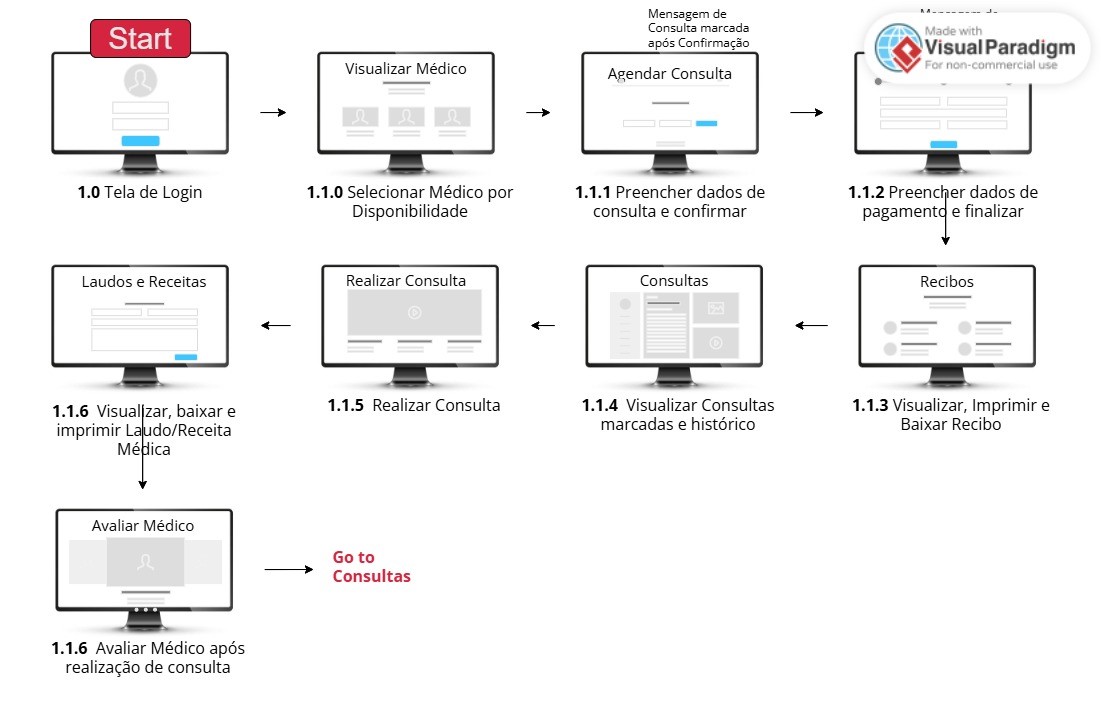 Start
Mensagem de
Consulta marcada
após Confirmação
Mensagem de
Made with
Visual Paradigm
For non-commercial use
Visualizar Médico
Agendar Consulta
1.0 Tela de Login
1.1.0 Selecionar Médico por
Disponibilidade
1.1.1 Preencher dados de
consulta e confirmar
1.1.2 Preencher dados de
pagamento e finalizar
Laudos e Receitas
Realizar Consulta
Consultas
Recibos
1.1.6 Visualizar, baixar e
imprimir Laudo/Receita
Médica
1.1.5 Realizar Consulta
1.1.4 Visualizar Consultas
marcadas e histórico
1.1.3 Visualizar, Imprimir e
Baixar Recibo
Avaliar Médico
Go to
Consultas
1.1.6 Avaliar Médico após
realização de consulta